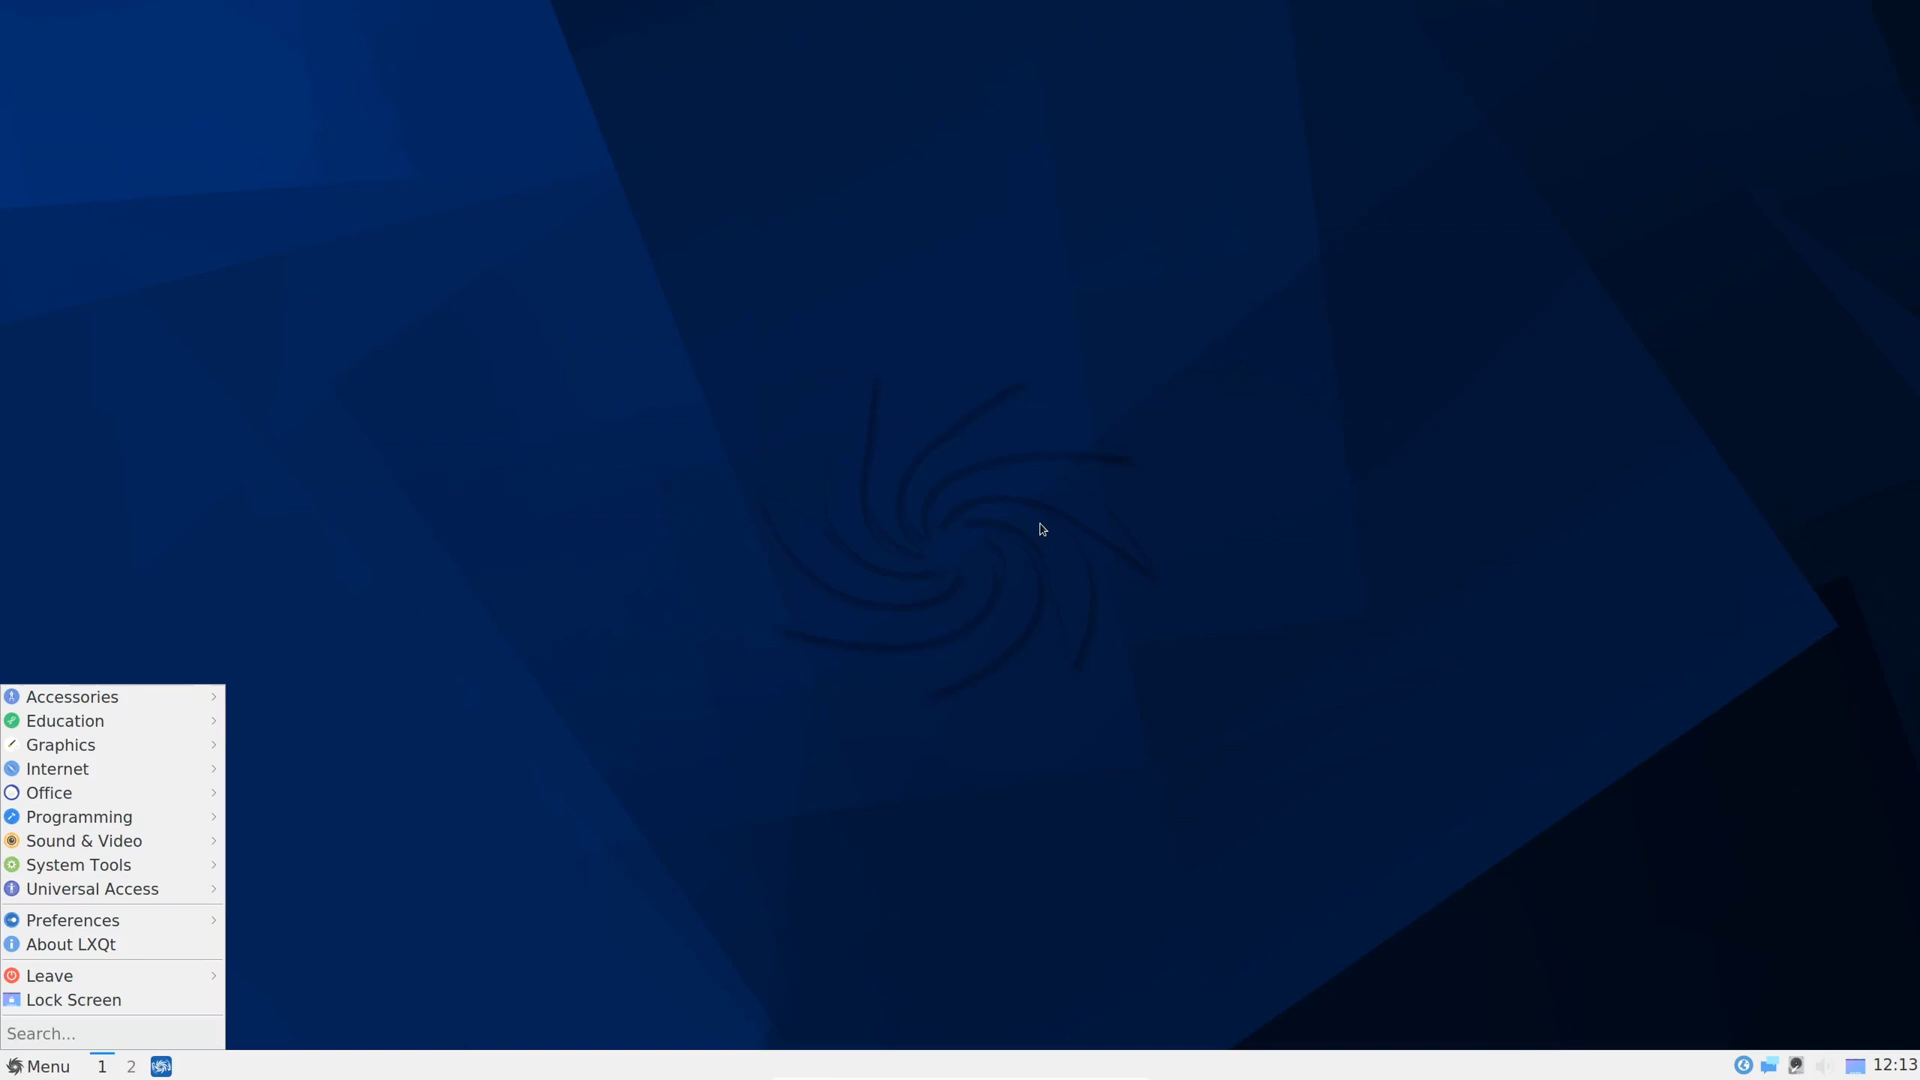 Accessories
Education
Graphics
Internet
Office
Programming
Sound & Video
System Tools
Universal Access
Preferences
About LXQt
Leave
Lock Screen
Search...
Menu 1 2 12:13